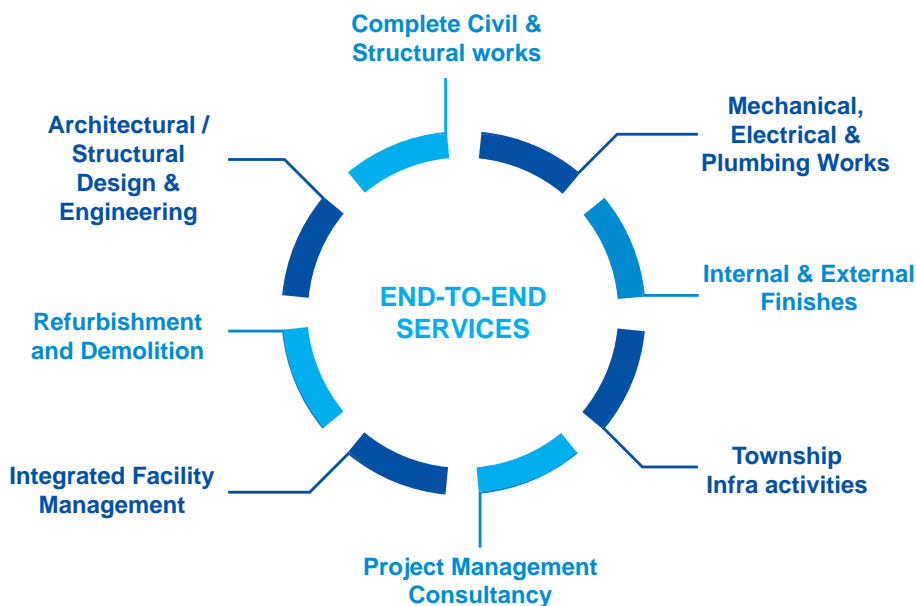 Complete Civil &
Structural works
Mechanical,
Electrical &
Plumbing Works
Internal & External
Finishes
Township
Infra activities
Project Management
Consultancy
Integrated Facility
Management
Refurbishment
and Demolition
Architectural /
Structural
Design &
Engineering
END-TO-END
SERVICES